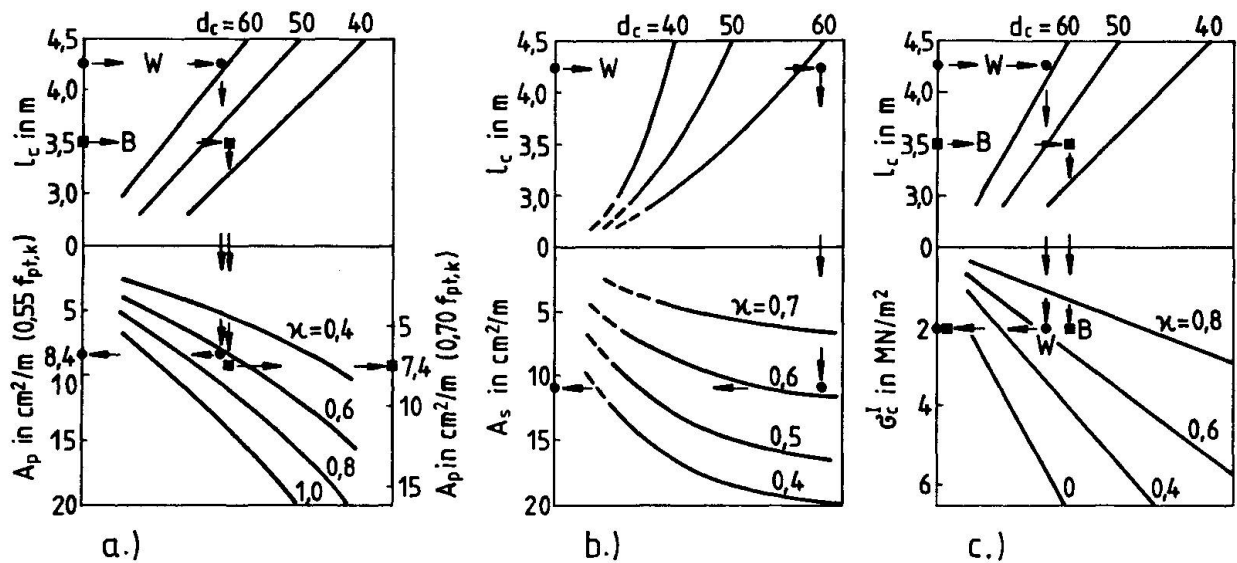 d_c=60 50 40
4,5
4,0
3,5
3,0
l_c in m
W
B
0
5
8,4
10
15
20
A_p in cm²/m (0,55 f_pt,k)
ϰ=0,4
0,6
0,8
1,0
5
7,4
10
15
A_p in cm²/m (0,70 f_pt,k)
a.)
d_c=40 50 60
4,5
4,0
3,5
3,0
l_c in m
W
0
5
10
15
20
A_s in cm²/m
ϰ=0,7
0,6
0,5
0,4
b.)
d_c=60 50 40
4,5
4,0
3,5
3,0
l_c in m
W
B
0
2
4
6
σ_c^I in MN/m²
ϰ=0,8
W
B
0,6
0,4
0
c.)